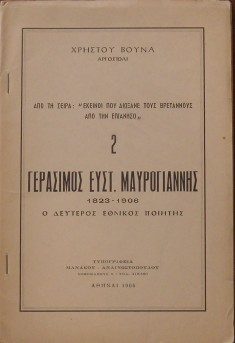 ΧΡΗΣΤΟΥ ΒΟΥΝΑ
ΑΡΓΟΣΤΟΛΙ
ΑΠΟ ΤΗ ΣΕΙΡΑ: "ΕΚΕΙΝΟΙ ΠΟΥ ΔΙΩΞΑΝΕ ΤΟΥΣ ΒΡΕΤΑΝΝΟΥΣ
ΑΠΟ ΤΗΝ ΕΠΤΑΝΗΣΟ„
2
ΓΕΡΑΣΙΜΟΣ ΕΥΣΤ. ΜΑΥΡΟΓΙΑΝΝΗΣ
1823-1906
Ο ΔΕΥΤΕΡΟΣ ΕΘΝΙΚΟΣ ΠΟΙΗΤΗΣ
ΤΥΠΟΓΡΑΦΕΙΑ
ΑΘΗΝΑΙ